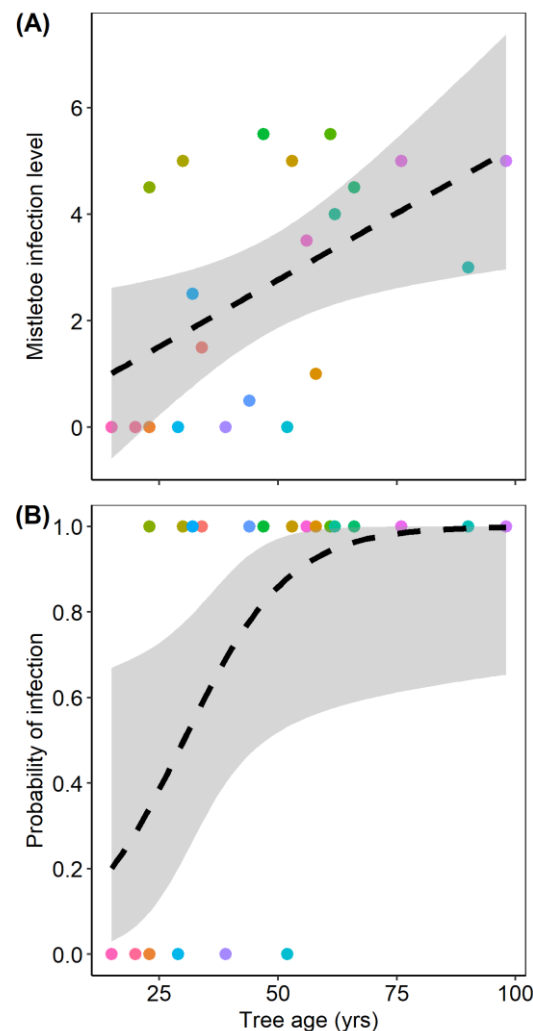 (A)
Mistletoe infection level
6
4
2
0
(B)
Probability of infection
1.0
0.8
0.6
0.4
0.2
0.0
25 50 75 100
Tree age (yrs)